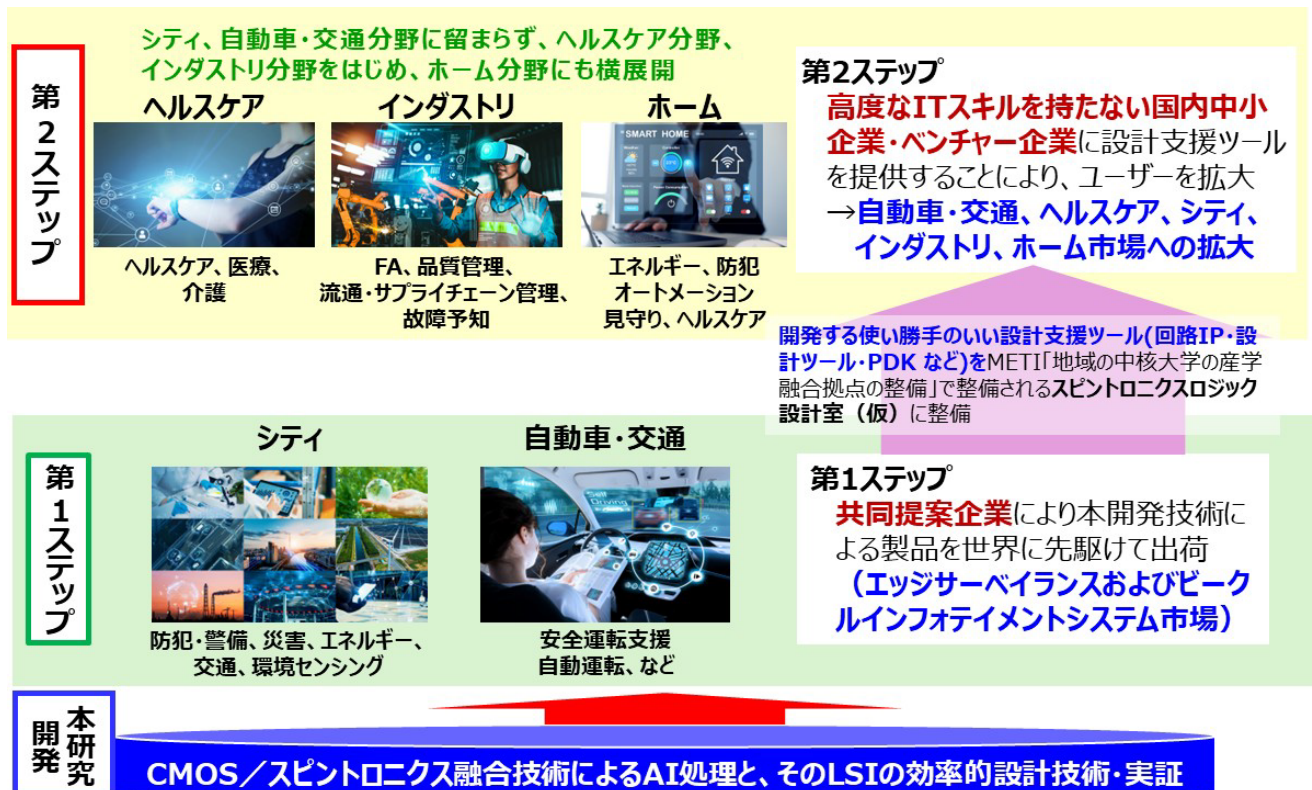 シティ、自動車・交通分野に留まらず、ヘルスケア分野、
インダストリ分野をはじめ、ホーム分野にも横展開
第2ステップ
ヘルスケア
インダストリ
ホーム
SMART HOME
ヘルスケア、医療、
介護
FA、品質管理、
流通・サプライチェーン管理、
故障予知
エネルギー、防犯
オートメーション
見守り、ヘルスケア
第2ステップ
高度なITスキルを持たない国内中小
企業・ベンチャー企業に設計支援ツール
を提供することにより、ユーザーを拡大
→自動車・交通、ヘルスケア、シティ、
インダストリ、ホーム市場への拡大
開発する使い勝手のいい設計支援ツール(回路IP・設
計ツール・PDK など)をMETI「地域の中核大学の産学
融合拠点の整備」で整備されるスピントロニクスロジック
設計室（仮）に整備
第1ステップ
シティ
自動車・交通
Self
Driving
防犯・警備、災害、エネルギー、
交通、環境センシング
安全運転支援
自動運転、など
第1ステップ
共同提案企業により本開発技術に
よる製品を世界に先駆けて出荷
（エッジサーベイランスおよびビーク
ルインフォテイメントシステム市場）
本研究
開発
CMOS／スピントロニクス融合技術によるAI処理と、そのLSIの効率的設計技術・実証